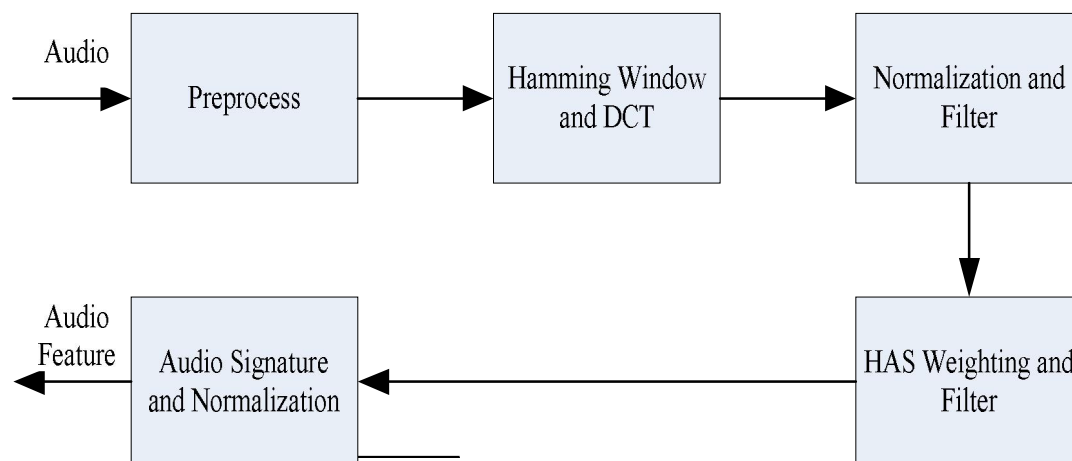 Audio
Preprocess
Hamming Window
and DCT
Normalization and
Filter
HAS Weighting and
Filter
Audio Signature
and Normalization
Audio
Feature